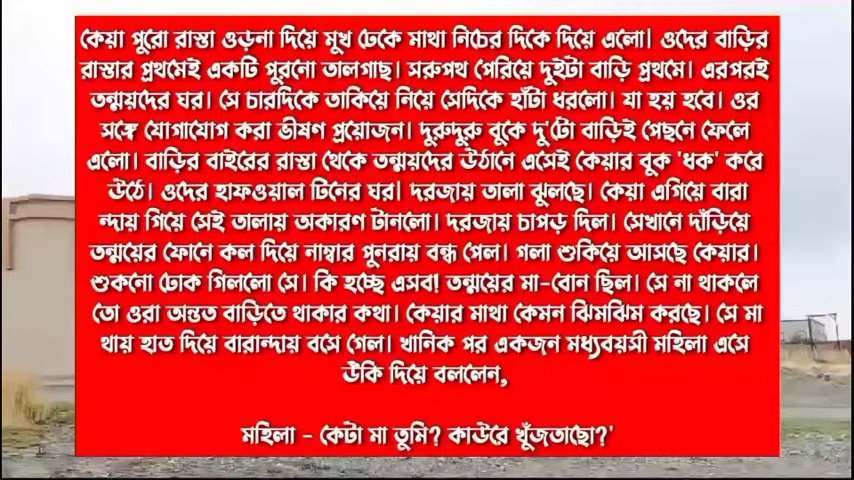 কেয়া পুরো রাস্তা ওড়না দিয়ে মুখ ঢেকে মাথা নিচের দিকে দিয়ে এলো। ওদের বাড়ির
রাস্তার প্রথমেই একটি পুরনো তালগাছ। সরুপথ পেরিয়ে দুইটা বাড়ি প্রথমে। এরপরই
তন্ময়দের ঘর। সে চারদিকে তাকিয়ে নিয়ে সেদিকে হাঁটা ধরলো। যা হয় হবে। ওর
সঙ্গে যোগাযোগ করা ভীষণ প্রয়োজন। দুরুদুরু বুকে দু'টো বাড়িই পেছনে ফেলে
এলো। বাড়ির বাইরের রাস্তা থেকে তন্ময়দের উঠানে এসেই কেয়ার বুক 'ধক' করে
উঠে। ওদের হাফওয়াল টিনের ঘর। দরজায় তালা ঝুলছে। কেয়া এগিয়ে বারা
ন্দায় গিয়ে সেই তালায় অকারণ টানলো। দরজায় চাপড় দিল। সেখানে দাঁড়িয়ে
তন্ময়ের ফোনে কল দিয়ে নাম্বার পুনরায় বন্ধ পেল। গলা শুকিয়ে আসছে কেয়ার।
শুকনো ঢোক গিললো সে। কি হচ্ছে এসব! তন্ময়ের মা-বোন ছিল। সে না থাকলে
তো ওরা অন্তত বাড়িতে থাকার কথা। কেয়ার মাথা কেমন ঝিমঝিম করছে। সে মা
থায় হাত দিয়ে বারান্দায় বসে গেল। খানিক পর একজন মধ্যবয়সী মহিলা এসে
উঁকি দিয়ে বললেন,
মহিলা - কেটা মা তুমি? কাউরে খুঁজতাছো?'